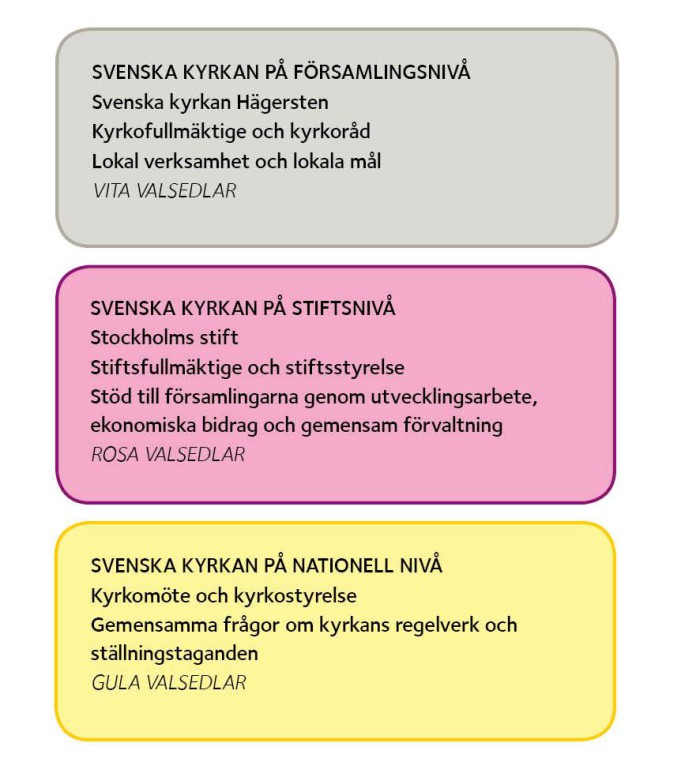 SVENSKA KYRKAN PÅ FÖRSAMLINGSNIVÅ
Svenska kyrkan Hägersten
Kyrkofullmäktige och kyrkoråd
Lokal verksamhet och lokala mål
VITA VALSEDLAR
SVENSKA KYRKAN PÅ STIFTSNIVÅ
Stockholms stift
Stiftsfullmäktige och stiftsstyrelse
Stöd till församlingarna genom utvecklingsarbete,
ekonomiska bidrag och gemensam förvaltning
ROSA VALSEDLAR
SVENSKA KYRKAN PÅ NATIONELL NIVÅ
Kyrkomöte och kyrkostyrelse
Gemensamma frågor om kyrkans regelverk och
ställningstaganden
GULA VALSEDLAR